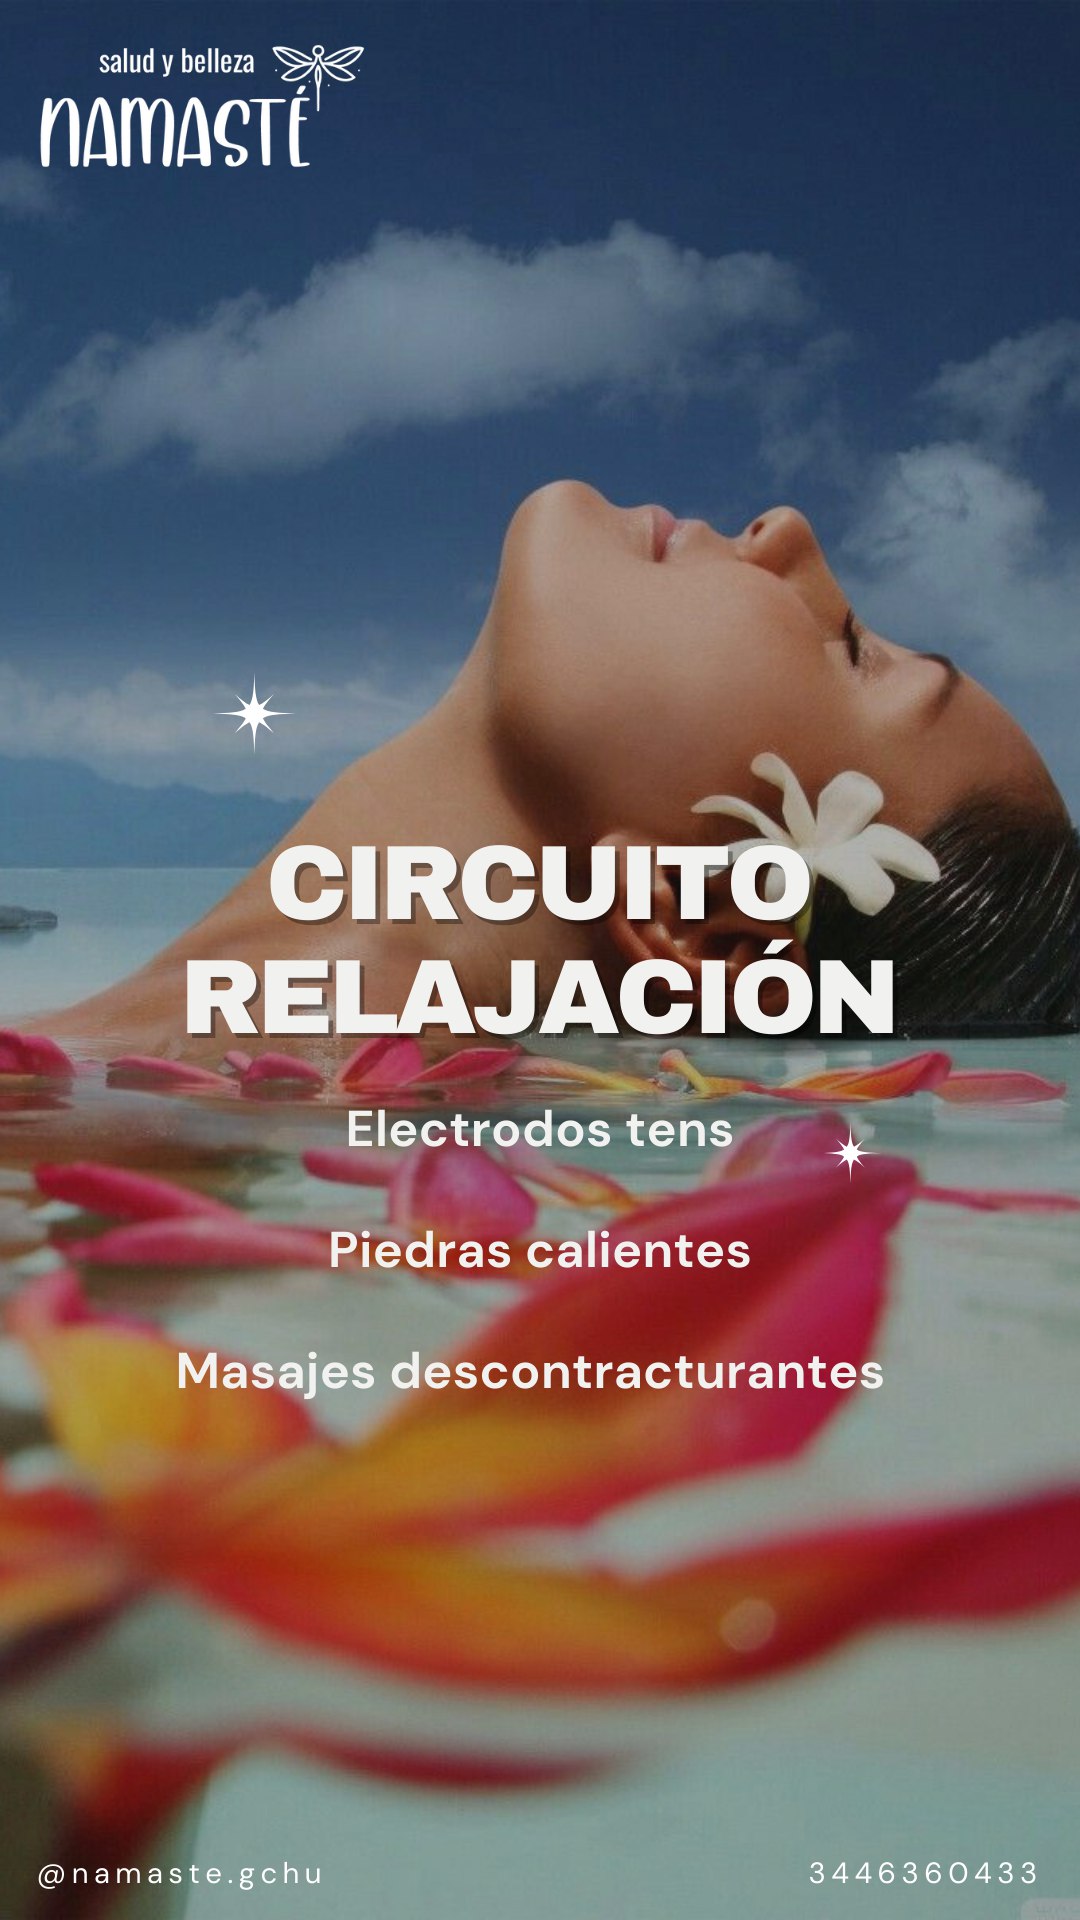 salud y belleza
NAMASTÉ
CIRCUITO
RELAJACIÓN
Electrodos tens
Piedras calientes
Masajes descontracturantes
@namaste.gchu
3446360433